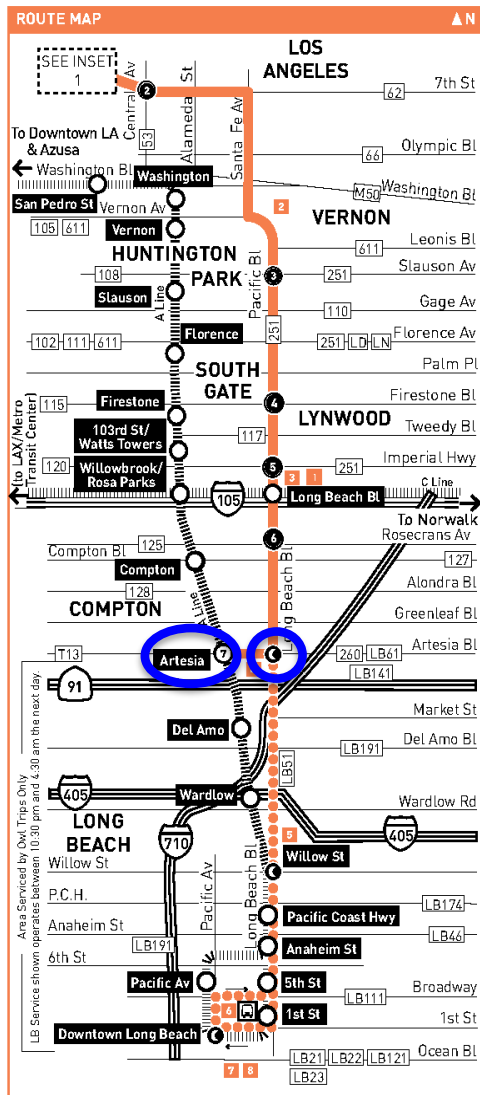 ROUTE MAP
N
LOS
ANGELES
SEE INSET
1
2
Central Av
Alameda St
Santa Fe Av
62
7th St
53
To Downtown LA
& Azusa
66
Olympic Bl
Washington Bl
Washington
M50
Washington Bl
San Pedro St
Vernon Av
2
VERNON
105
611
Vernon
611
Leonis Bl
HUNTINGTON
PARK
Pacific Bl
108
3
251
Slauson Av
Slauson
A Line
110
Gage Av
Florence
251
102
111
611
251
LD
LN
Florence Av
Palm Pl
SOUTH
GATE
115
Firestone
4
Firestone Bl
LYNWOOD
103rd St/
Watts Towers
117
Tweedy Bl
to LAX/Metro
Transit Center)
120
Willowbrook/
Rosa Parks
5
251
Imperial Hwy
3
1
C Line
105
Long Beach Bl
To Norwalk
6
Rosecrans Av
Compton Bl
125
127
Compton
128
Alondra Bl
COMPTON
A Line
Long Beach Bl
Greenleaf Bl
T13
Artesia
7
260
LB61
Artesia Bl
LB141
91
Market St
Del Amo
LB191
Del Amo Bl
LB51
405
Wardlow
Wardlow Rd
LONG
BEACH
710
5
405
Area Serviced by Owl Trips Only
LB Service shown operates between 10:30 pm and 4:30 am the next day.
Willow St
Willow St
Pacific Av
Long Beach Bl
P.C.H.
LB174
Pacific Coast Hwy
Anaheim St
LB46
LB191
Anaheim St
6th St
Pacific Av
5th St
Broadway
LB111
6
1st St
1st St
Downtown Long Beach
Ocean Bl
LB21
LB22
LB121
7
8
LB23